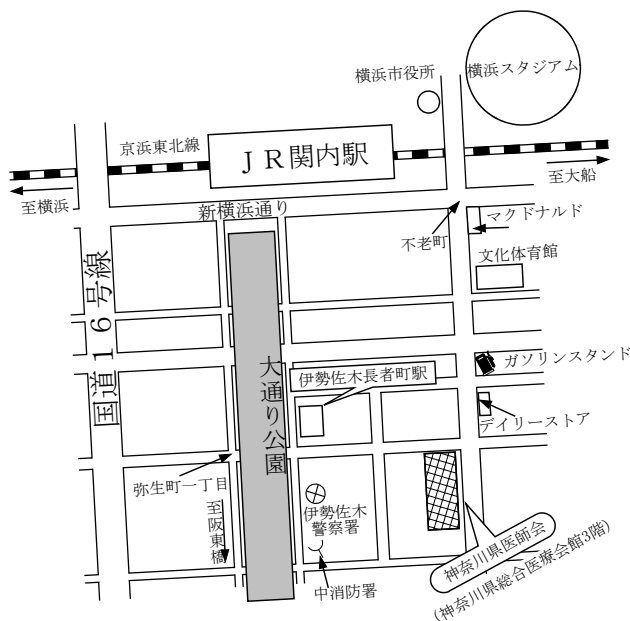 横浜市役所
横浜スタジアム
京浜東北線
ＪＲ関内駅
至横浜
至大船
新横浜通り
マクドナルド
不老町
文化体育館
国道１６号線
ガソリンスタンド
大通り公園
伊勢佐木長者町駅
デイリーストア
弥生町一丁目
至阪東橋
伊勢佐木
警察署
中消防署
神奈川県医師会
(神奈川県総合医療会館3階)